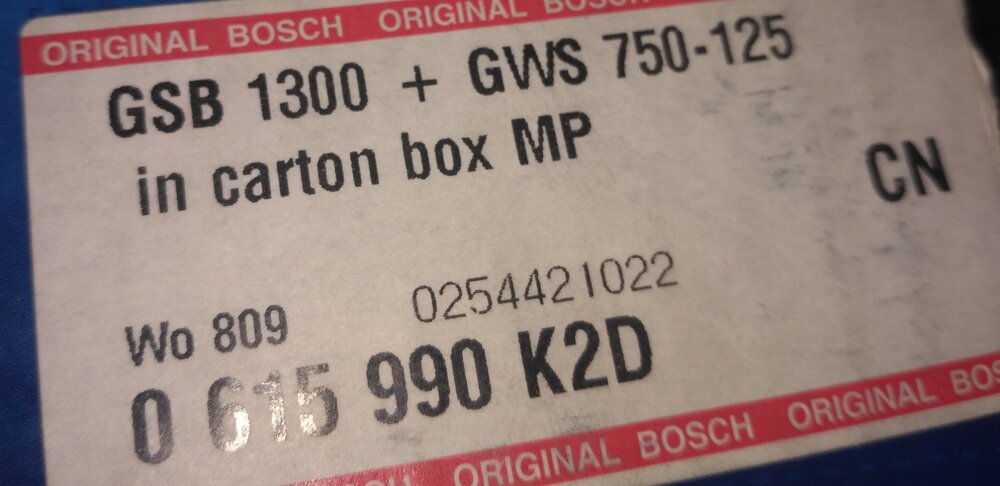 ORIGINAL BOSCH ORIGINAL BOSCH
GSB 1300 + GWS 750-125
in carton box MP
CN
Wo 809 0254421022
0 615 990 K2D
ORIGINAL BOSCH ORIGINAL BOS